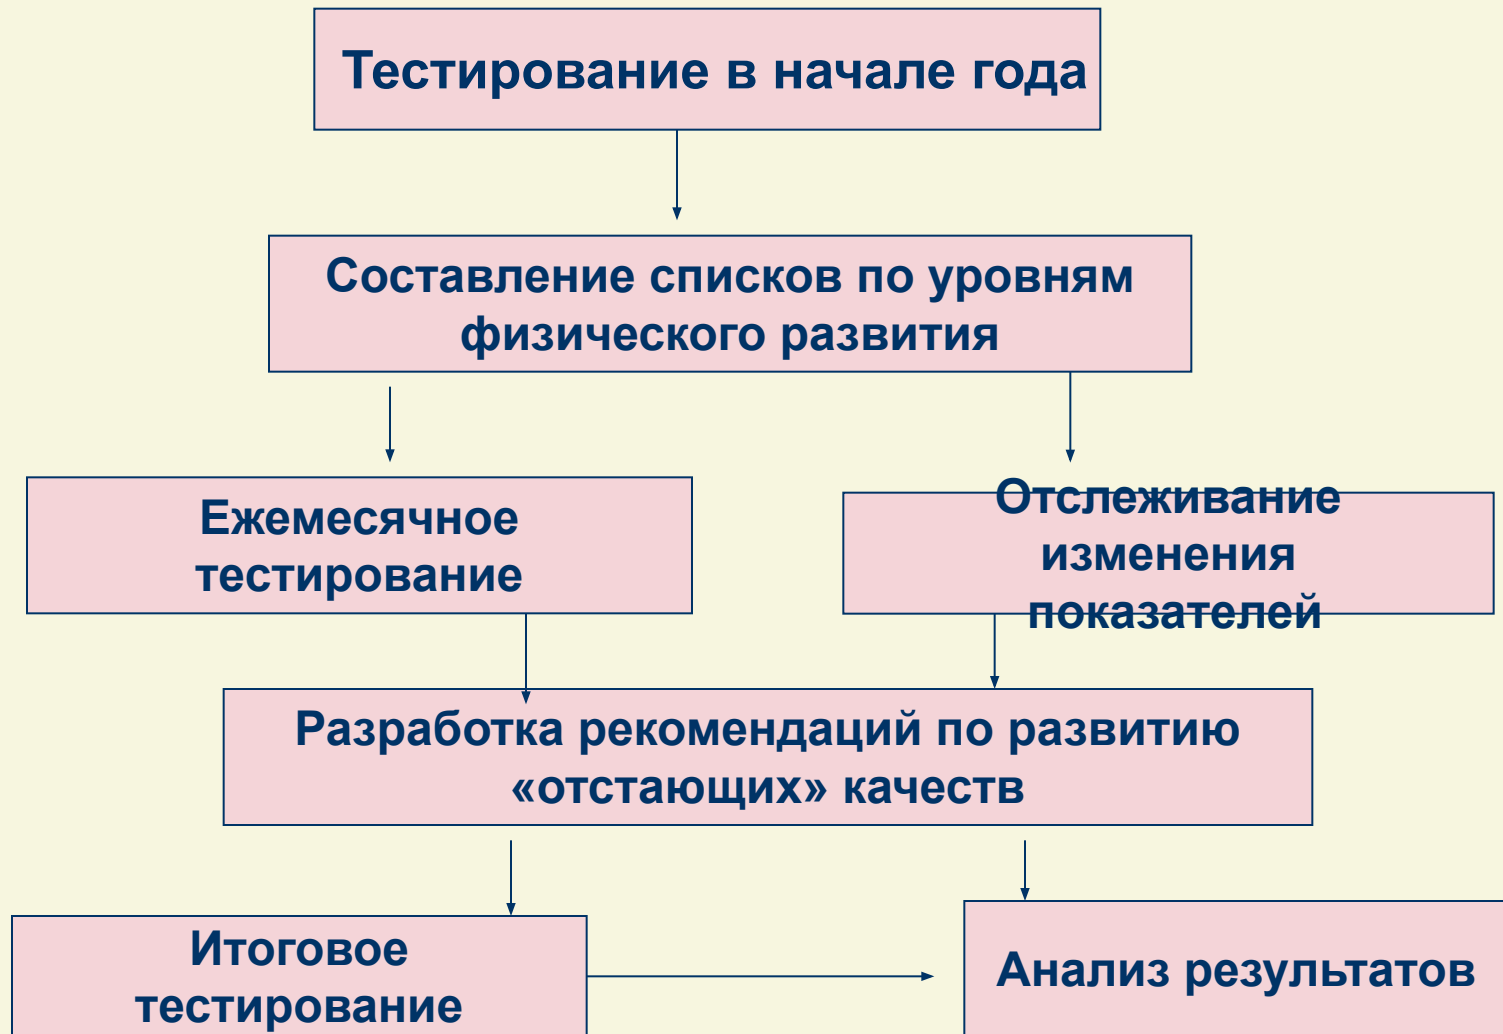 Тестирование в начале года
Составление списков по уровням
физического развития
Ежемесячное
тестирование
Отслеживание
изменения
показателей
Разработка рекомендаций по развитию
«отстающих» качеств
Итоговое
тестирование
Анализ результатов